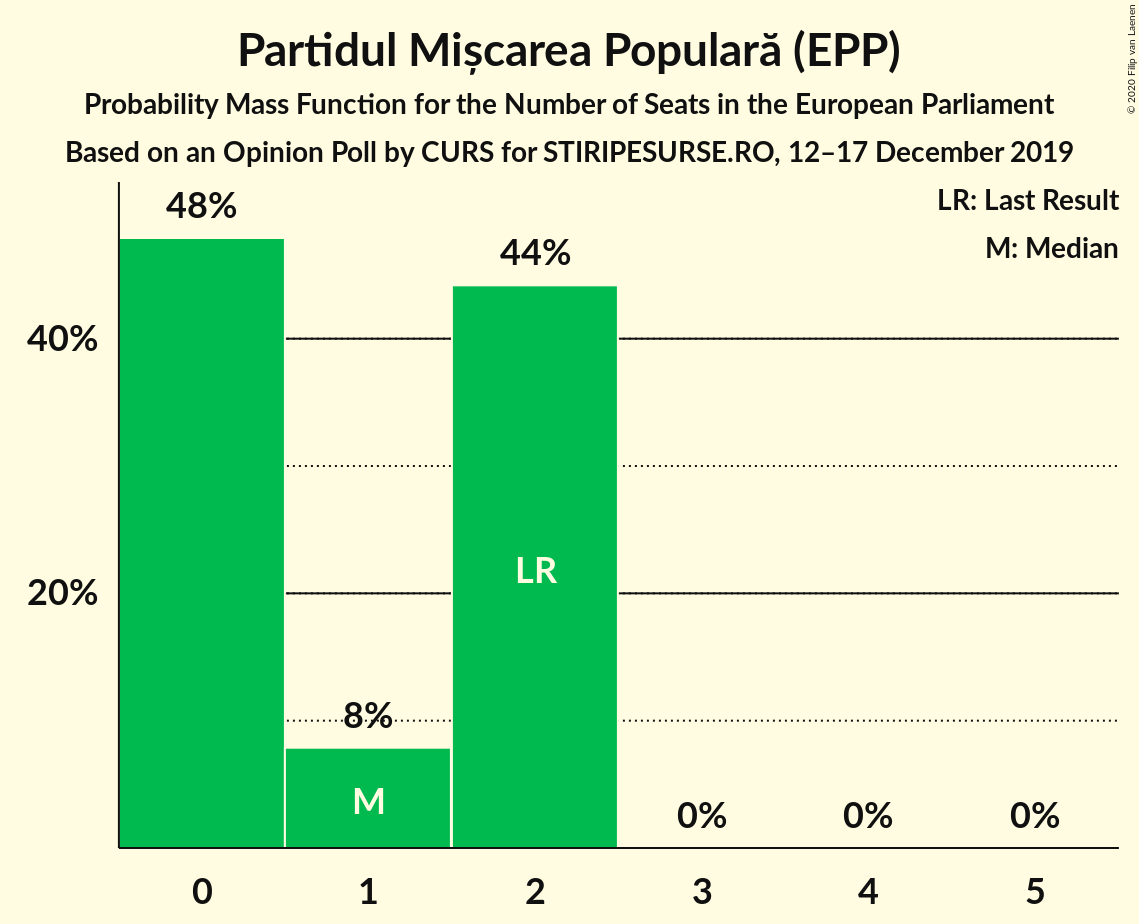 Partidul Mișcarea Populară (EPP)
Probability Mass Function for the Number of Seats in the European Parliament
Based on an Opinion Poll by CURS for STIRIPESURSE.RO, 12–17 December 2019
© 2020 Filip van Laenen
LR: Last Result
M: Median
48%
44%
40%
20%
8%
LR
M
0%
0%
0%
0
1
2
3
4
5